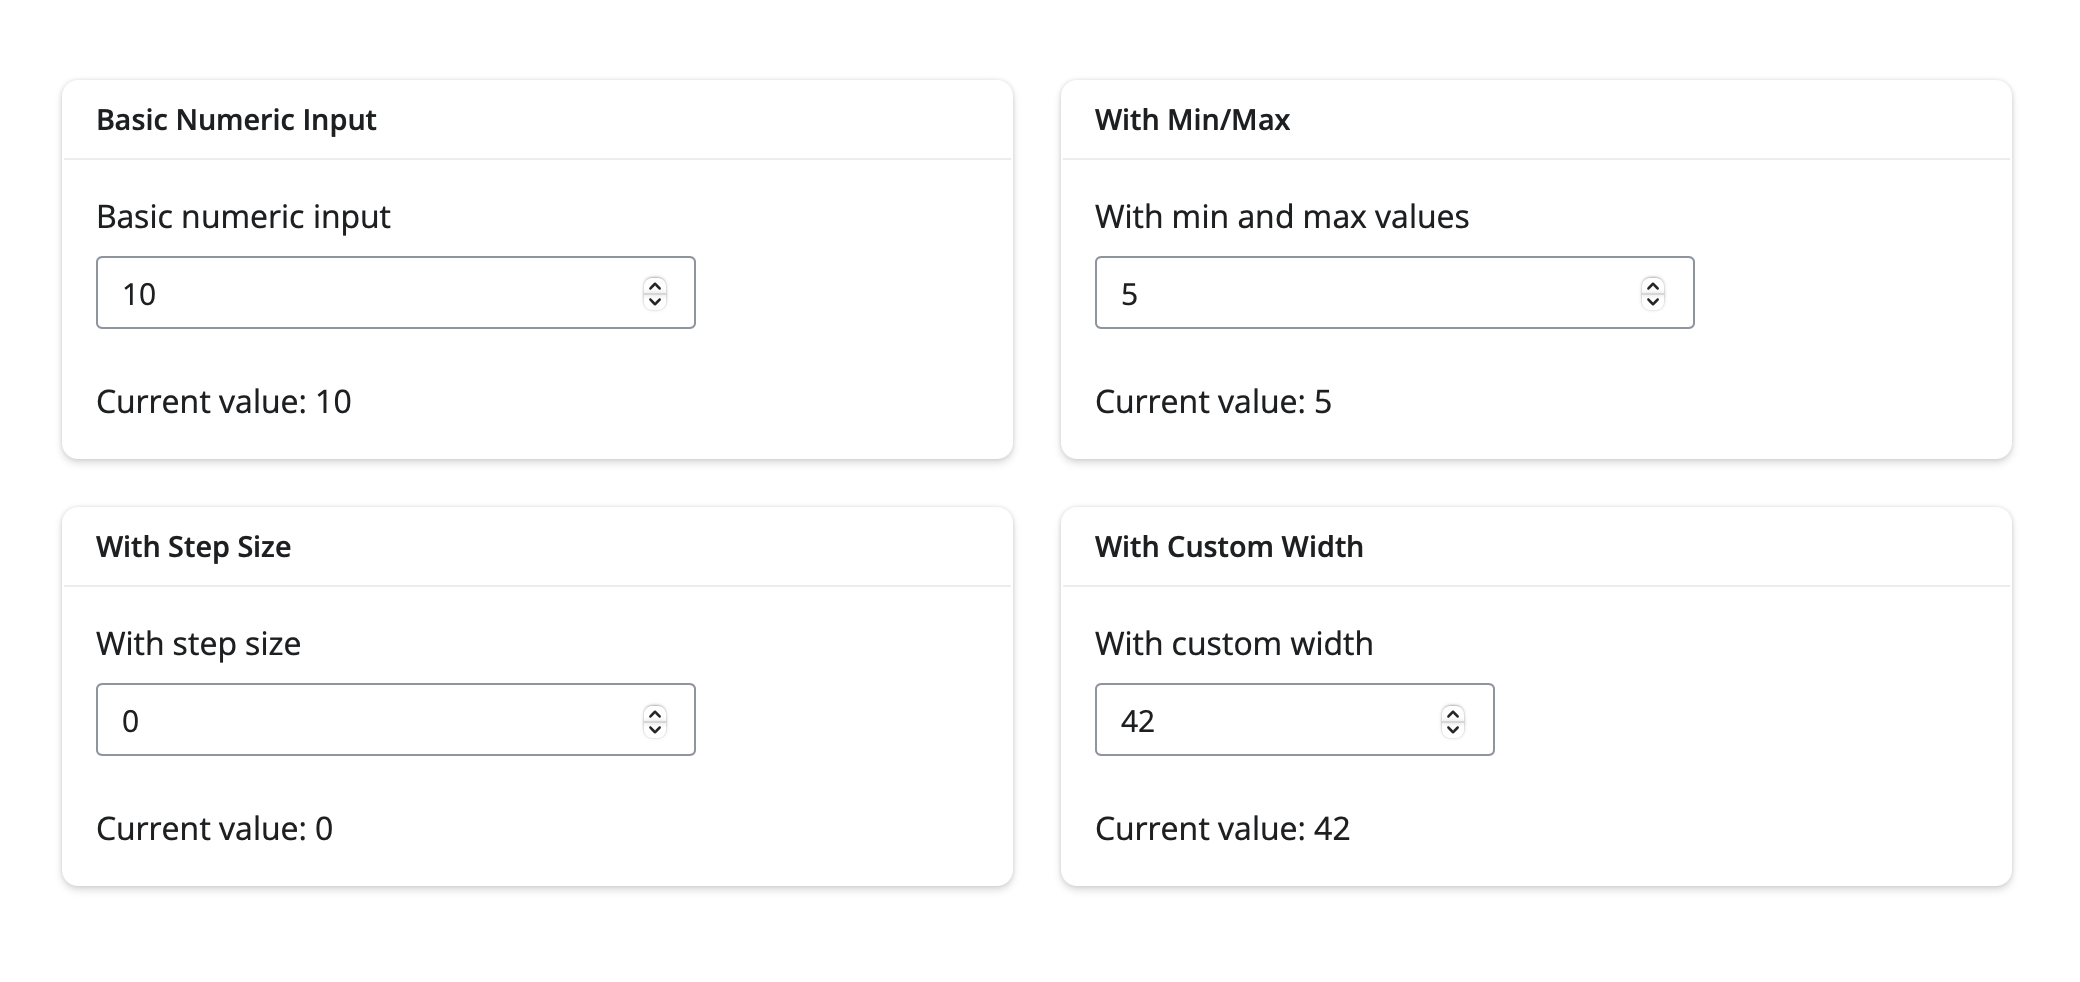 Basic Numeric Input
Basic numeric input
10
Current value: 10
With Min/Max
With min and max values
5
Current value: 5
With Step Size
With step size
0
Current value: 0
With Custom Width
With custom width
42
Current value: 42